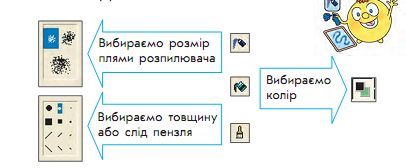 Вибираємо розмір
плями розпилювача
Вибираємо
колір
Вибираємо товщину
або слід пензля